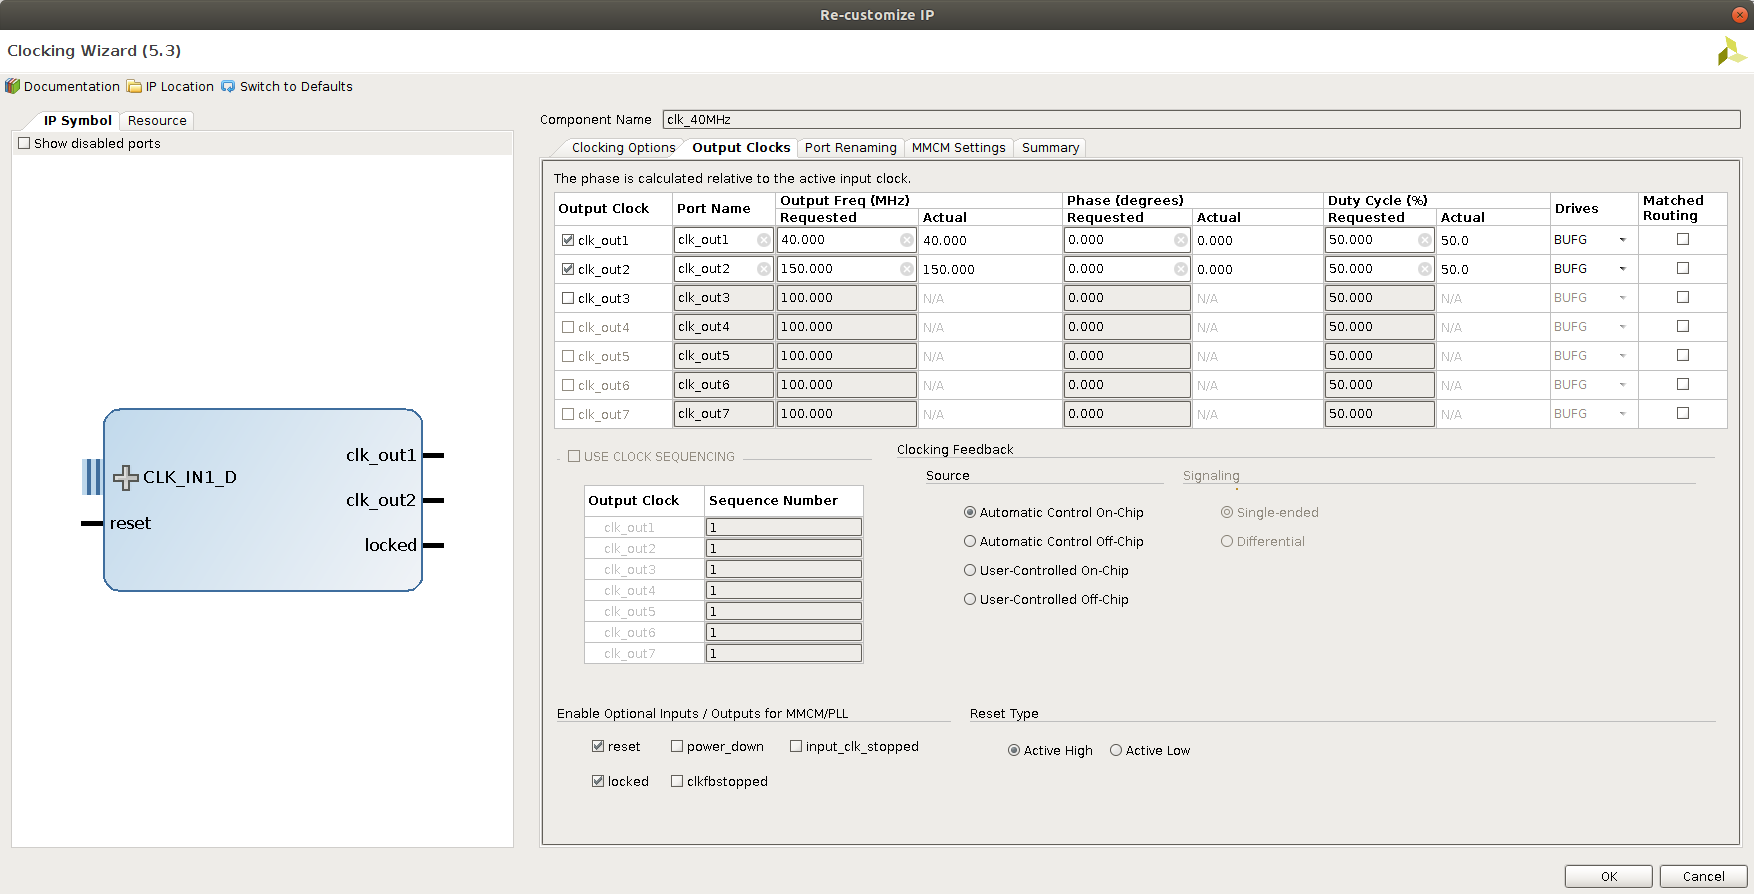 Re-customize IP
Clocking Wizard (5.3)
Documentation IP Location Switch to Defaults
IP Symbol Resource
Show disabled ports
CLK_IN1_D
reset
clk_out1
clk_out2
locked
Component Name clk_40MHz
Clocking Options Output Clocks Port Renaming MMCM Settings Summary
The phase is calculated relative to the active input clock.
Output Clock Port Name Output Freq (MHz) Phase (degrees) Duty Cycle (%) Drives Matched Routing
Requested Actual Requested Actual Requested Actual
clk_out1 clk_out1 40.000 40.000 0.000 0.000 50.000 50.0 BUFG
clk_out2 clk_out2 150.000 150.000 0.000 0.000 50.000 50.0 BUFG
clk_out3 clk_out3 100.000 N/A 0.000 N/A 50.000 N/A BUFG
clk_out4 clk_out4 100.000 N/A 0.000 N/A 50.000 N/A BUFG
clk_out5 clk_out5 100.000 N/A 0.000 N/A 50.000 N/A BUFG
clk_out6 clk_out6 100.000 N/A 0.000 N/A 50.000 N/A BUFG
clk_out7 clk_out7 100.000 N/A 0.000 N/A 50.000 N/A BUFG
USE CLOCK SEQUENCING
Output Clock Sequence Number
clk_out1 1
clk_out2 1
clk_out3 1
clk_out4 1
clk_out5 1
clk_out6 1
clk_out7 1
Clocking Feedback
Source Signaling
Automatic Control On-Chip Single-ended
Automatic Control Off-Chip Differential
User-Controlled On-Chip
User-Controlled Off-Chip
Enable Optional Inputs / Outputs for MMCM/PLL
reset power_down input_clk_stopped
locked clkfbstopped
Reset Type
Active High Active Low
OK Cancel